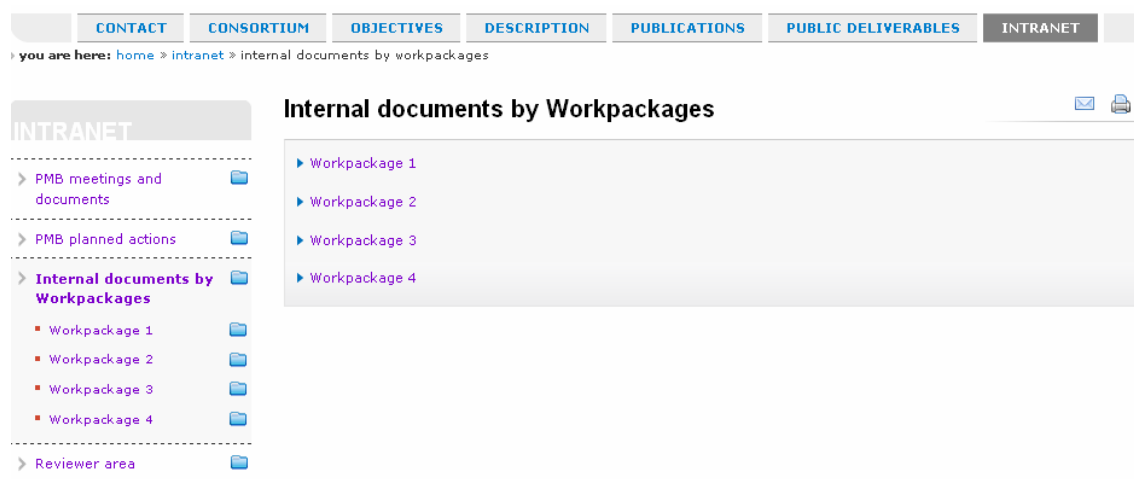 CONTACT CONSORTIUM OBJECTIVES DESCRIPTION PUBLICATIONS PUBLIC DELIVERABLES INTRANET
you are here: home » intranet » internal documents by workpackages
INTRANET
PMB meetings and
documents
PMB planned actions
Internal documents by
Workpackages
Workpackage 1
Workpackage 2
Workpackage 3
Workpackage 4
Reviewer area
Internal documents by Workpackages
Workpackage 1
Workpackage 2
Workpackage 3
Workpackage 4